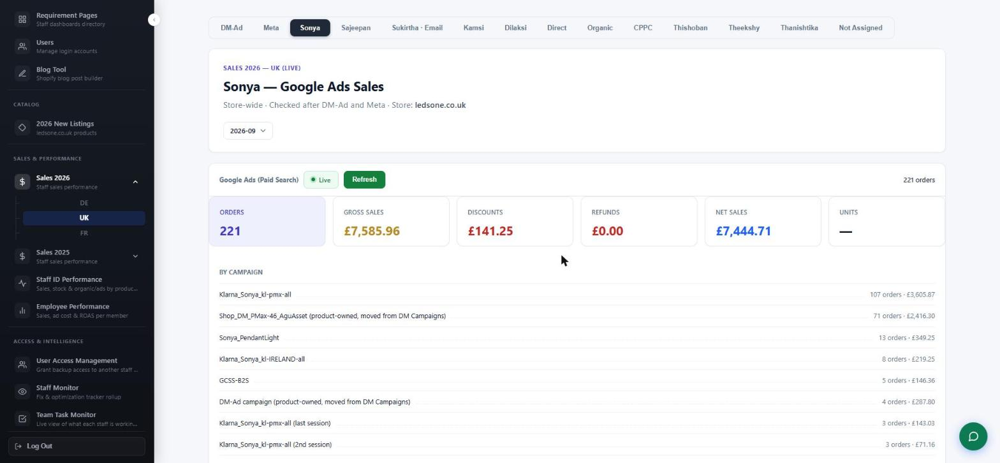 Requirement Pages
Staff dashboards directory
Users
Manage login accounts
Blog Tool
Shopify blog post builder
CATALOG
2026 New Listings
ledsone.co.uk products
SALES & PERFORMANCE
Sales 2026
Staff sales performance
DE
UK
FR
Sales 2025
Staff sales performance
Staff ID Performance
Sales, stock & organic/ads by produc...
Employee Performance
Sales, ad cost & ROAS per member
ACCESS & INTELLIGENCE
User Access Management
Grant backup access to another staff ...
Staff Monitor
Fix & optimization tracker rollup
Team Task Monitor
Live view of what each staff is workin...
Log Out
DM-Ad Meta Sonya Sajeepan Sukirtha · Email Kamsi Dilaksi Direct Organic CPPC Thishoban Theekshy Thanishtika Not Assigned
SALES 2026 — UK (LIVE)
Sonya — Google Ads Sales
Store-wide · Checked after DM-Ad and Meta · Store: ledsone.co.uk
2026-09
Google Ads (Paid Search) Live Refresh 221 orders
ORDERS GROSS SALES DISCOUNTS REFUNDS NET SALES UNITS
221 £7,585.96 £141.25 £0.00 £7,444.71 —
BY CAMPAIGN
Klarna_Sonya_kl-pmx-all 107 orders · £3,605.87
Shop_DM_PMax-46_AguAsset (product-owned, moved from DM Campaigns) 71 orders · £2,416.30
Sonya_PendantLight 13 orders · £349.25
Klarna_Sonya_kl-IRELAND-all 8 orders · £219.25
GCSS-B2S 5 orders · £146.36
DM-Ad campaign (product-owned, moved from DM Campaigns) 4 orders · £287.80
Klarna_Sonya_kl-pmx-all (last session) 3 orders · £143.03
Klarna_Sonya_kl-pmx-all (2nd session) 3 orders · £71.16